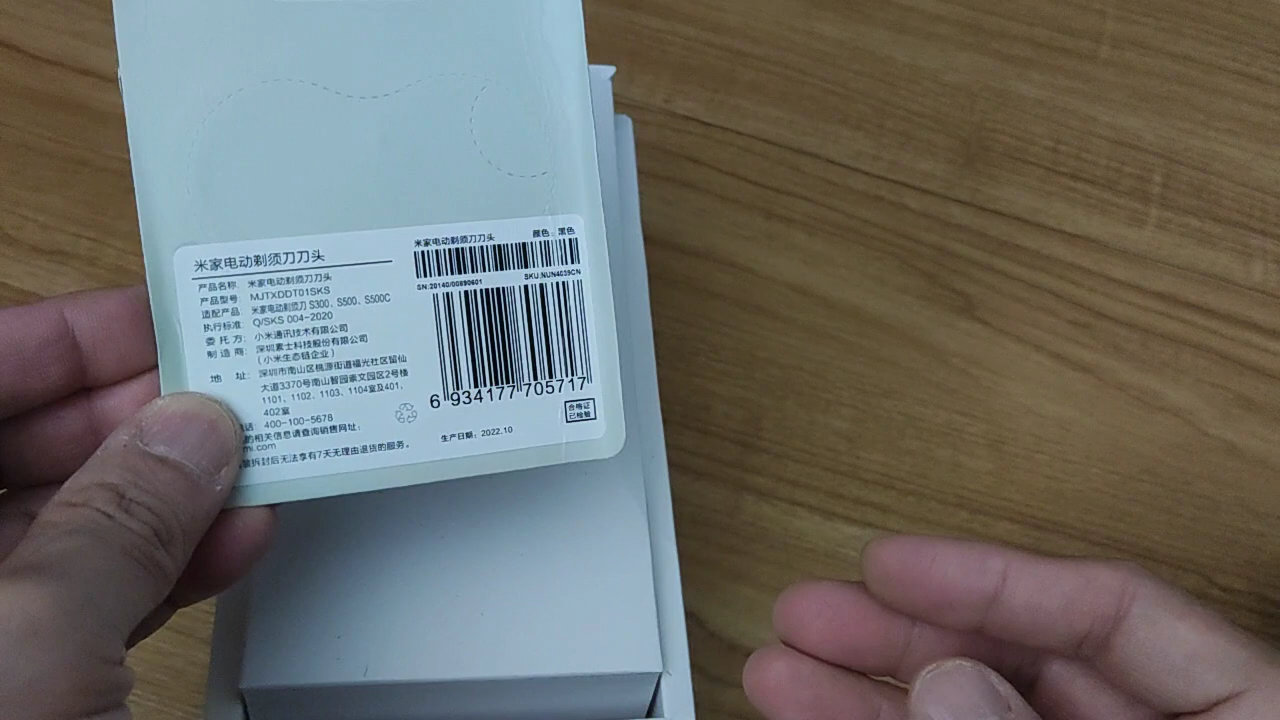 米家电动剃须刀刀头
产品名称: 米家电动剃须刀刀头
产品型号: MJTXDDT01SKS
适配产品: 米家电动剃须刀 S300、S500、S500C
执行标准: Q/SKS 004-2020
委 托 方: 小米通讯技术有限公司
制 造 商: 深圳素士科技股份有限公司
(小米生态链企业)
地 址: 深圳市南山区桃源街道福光社区留仙
大道3370号南山智园崇文园区2号楼
1101、1102、1103、1104室及401、
402室
话: 400-100-5678
的相关信息请查询销售网址:
mi.com
拆封后无法享有7天无理由退货的服务。
米家电动剃须刀刀头 颜色: 黑色
SN:20140/00890601 SKU:NUN4039CN
6 934177 705717
合格证
已检验
生产日期: 2022.10